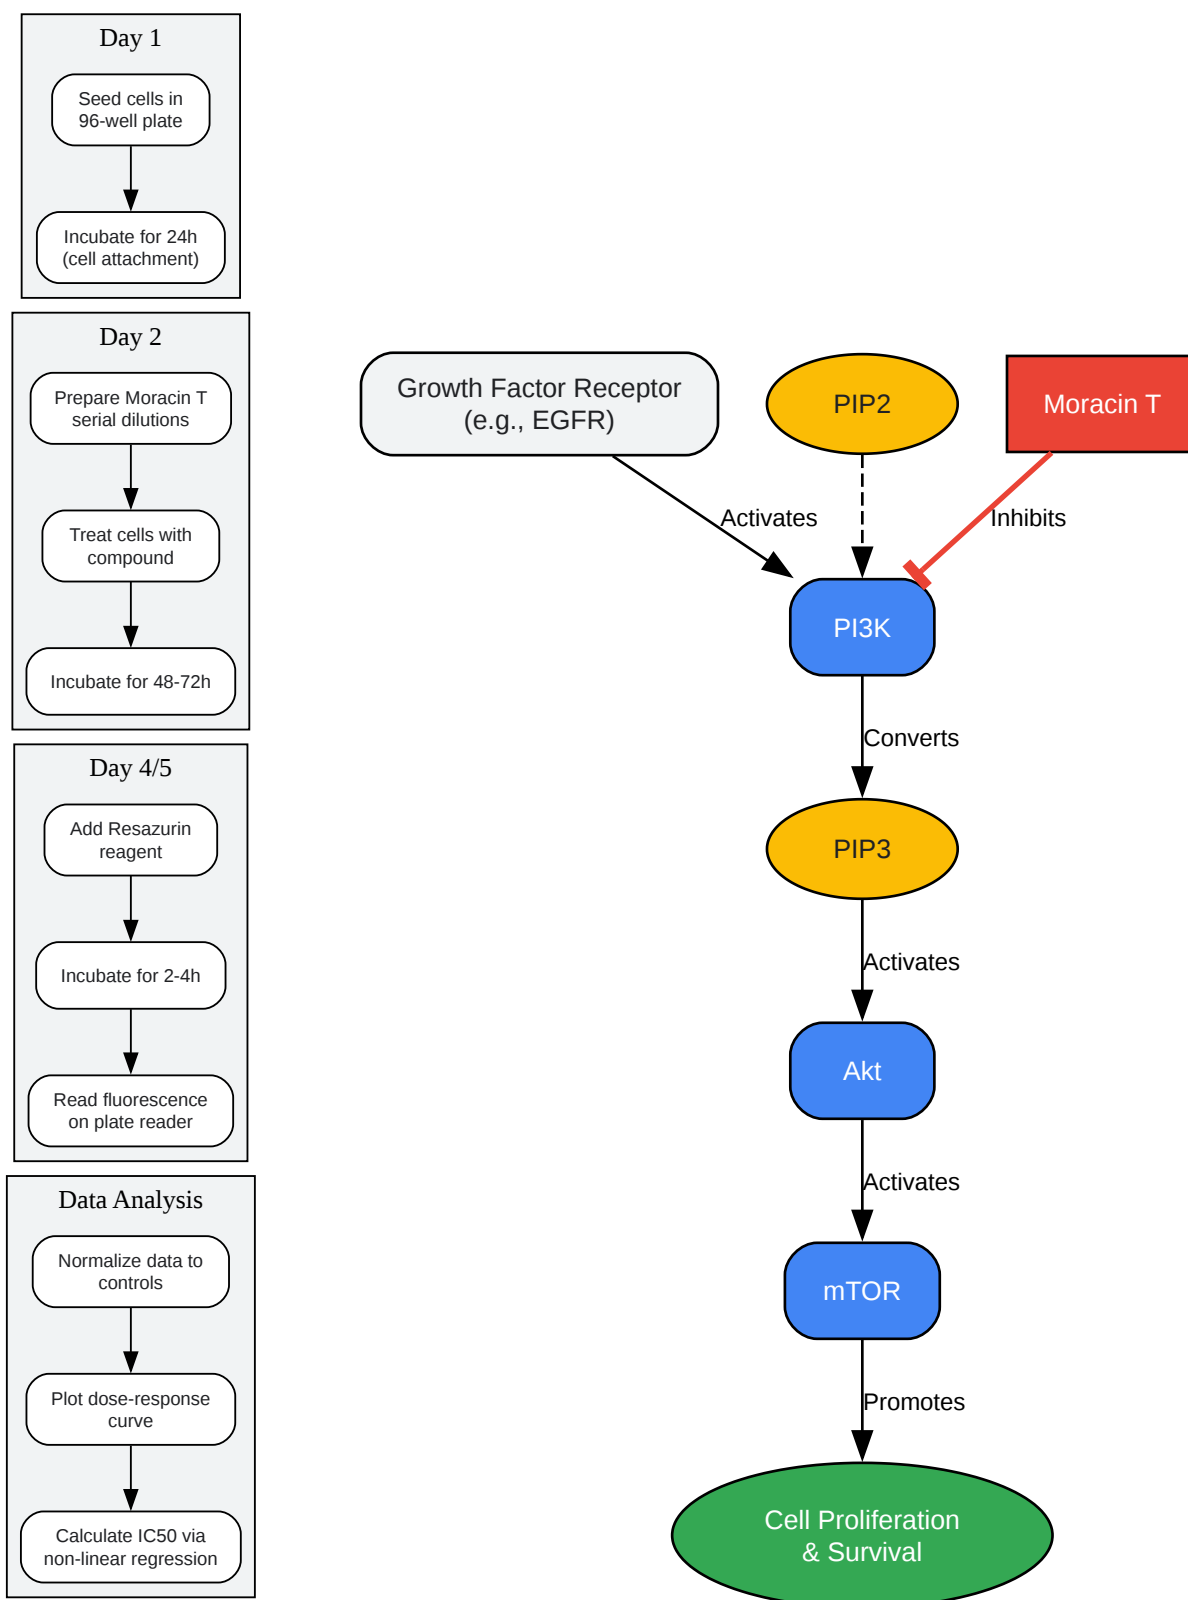 Day 1
Seed cells in
96-well plate
Incubate for 24h
(cell attachment)
Day 2
Prepare Moracin T
serial dilutions
Treat cells with
compound
Incubate for 48-72h
Day 4/5
Add Resazurin
reagent
Incubate for 2-4h
Read fluorescence
on plate reader
Data Analysis
Normalize data to
controls
Plot dose-response
curve
Calculate IC50 via
non-linear regression
Growth Factor Receptor
(e.g., EGFR)
PIP2
Moracin T
Activates
Inhibits
PI3K
Converts
PIP3
Activates
Akt
Activates
mTOR
Promotes
Cell Proliferation
& Survival